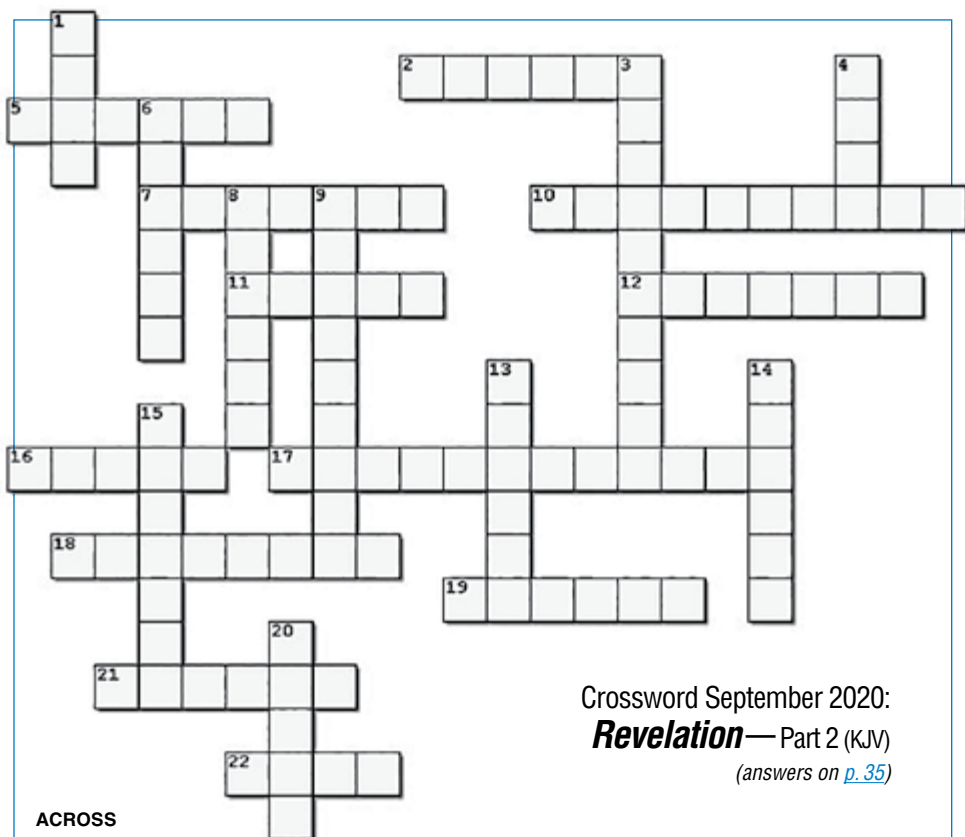 1
2 3 4
5 6
7 8 9 10
11 12
13 14
15
16 17
18
19
20
21
22
Crossword September 2020:
Revelation — Part 2 (KJV)
(answers on p. 35)
ACROSS